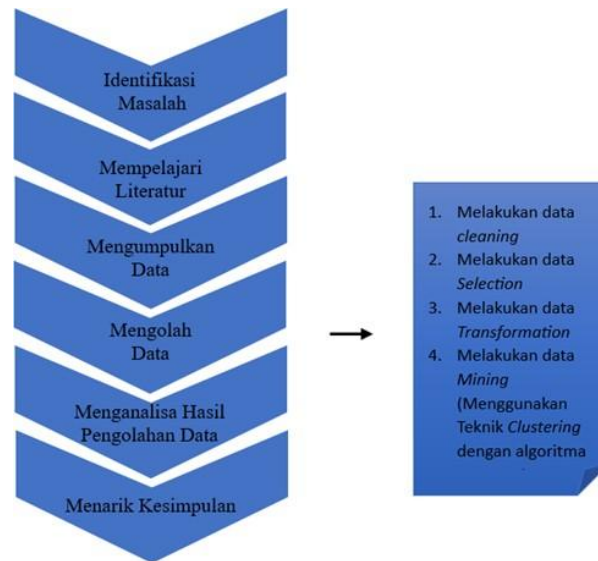 Identifikasi
Masalah
Mempelajari
Literatur
Mengumpulkan
Data
Mengolah
Data
Menganalisa Hasil
Pengolahan Data
Menarik Kesimpulan
1. Melakukan data
cleaning
2. Melakukan data
Selection
3. Melakukan data
Transformation
4. Melakukan data
Mining
(Menggunakan
Teknik Clustering
dengan algoritma